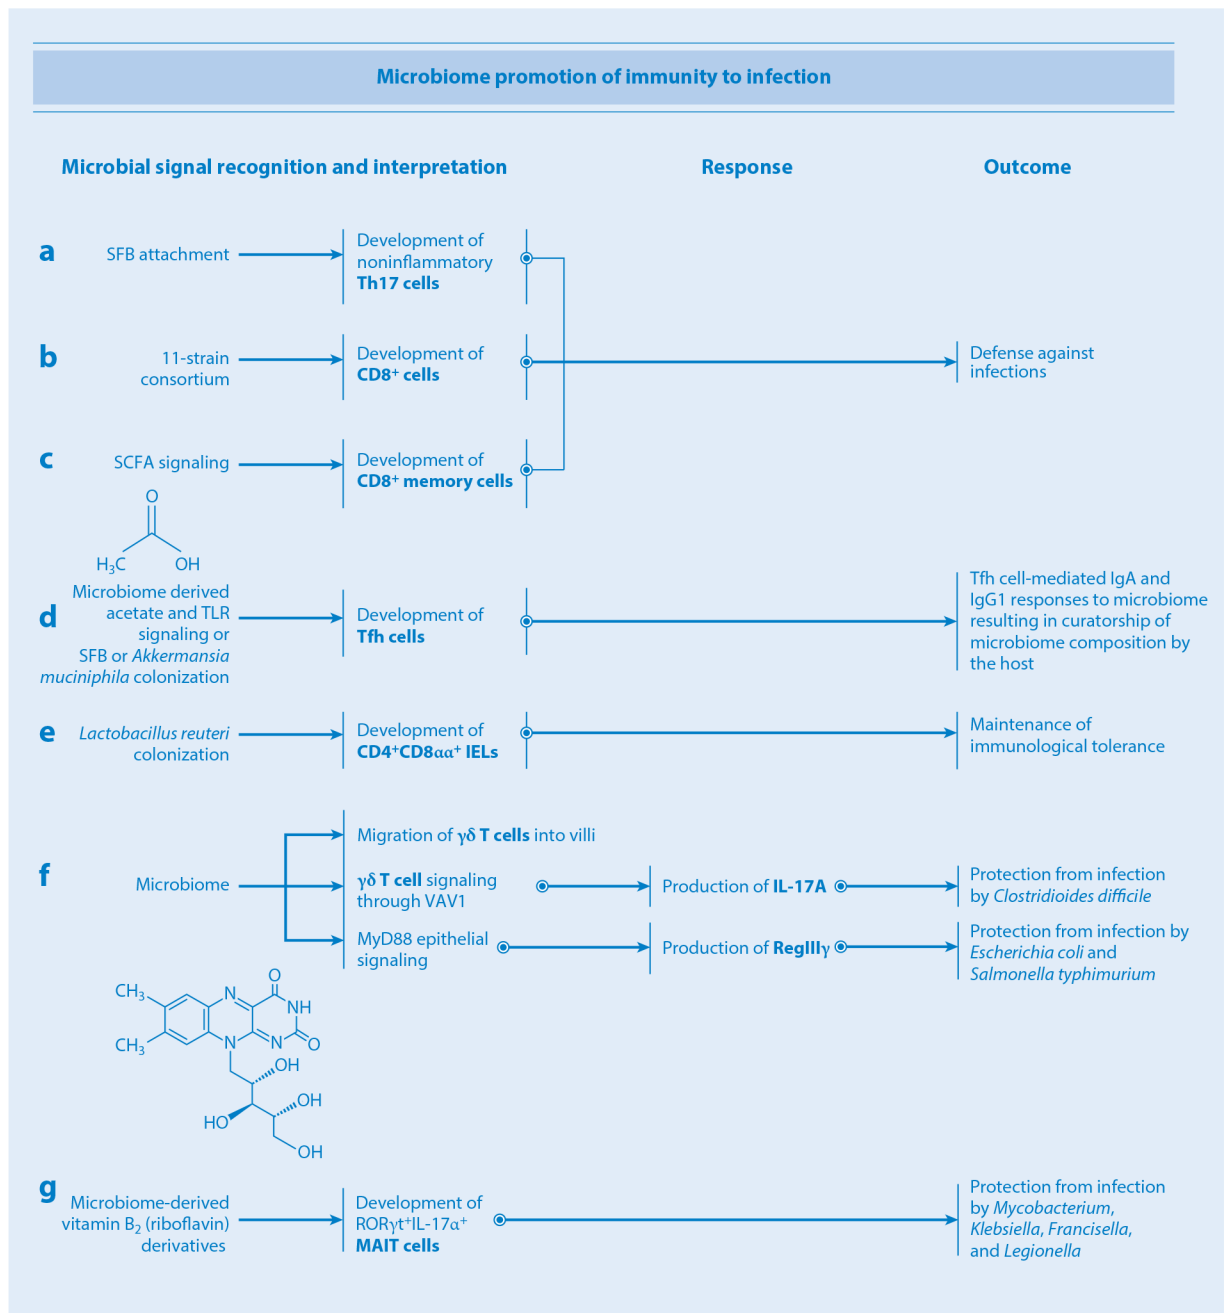 Microbiome promotion of immunity to infection
Microbial signal recognition and interpretation
Response
Outcome
a
SFB attachment
Development of
noninflammatory
Th17 cells
b
11-strain
consortium
Development of
CD8⁺ cells
Defense against
infections
c
SCFA signaling
Development of
CD8⁺ memory cells
O
H₃C
OH
d
Microbiome derived
acetate and TLR
signaling or
SFB or Akkermansia
muciniphila colonization
Development of
Tfh cells
Tfh cell-mediated IgA and
IgG1 responses to microbiome
resulting in curatorship of
microbiome composition by
the host
e
Lactobacillus reuteri
colonization
Development of
CD4⁺CD8αα⁺ IELs
Maintenance of
immunological tolerance
f
Microbiome
Migration of γδ T cells into villi
γδ T cell signaling
through VAV1
Production of IL-17A
Protection from infection
by Clostridioides difficile
MyD88 epithelial
signaling
Production of RegIIIγ
Protection from infection by
Escherichia coli and
Salmonella typhimurium
O
CH₃
N
NH
CH₃
N
N
O
OH
OH
HO
OH
g
Microbiome-derived
vitamin B₂ (riboflavin)
derivatives
Development of
RORγt⁺IL-17α⁺
MAIT cells
Protection from infection
by Mycobacterium,
Klebsiella, Francisella,
and Legionella